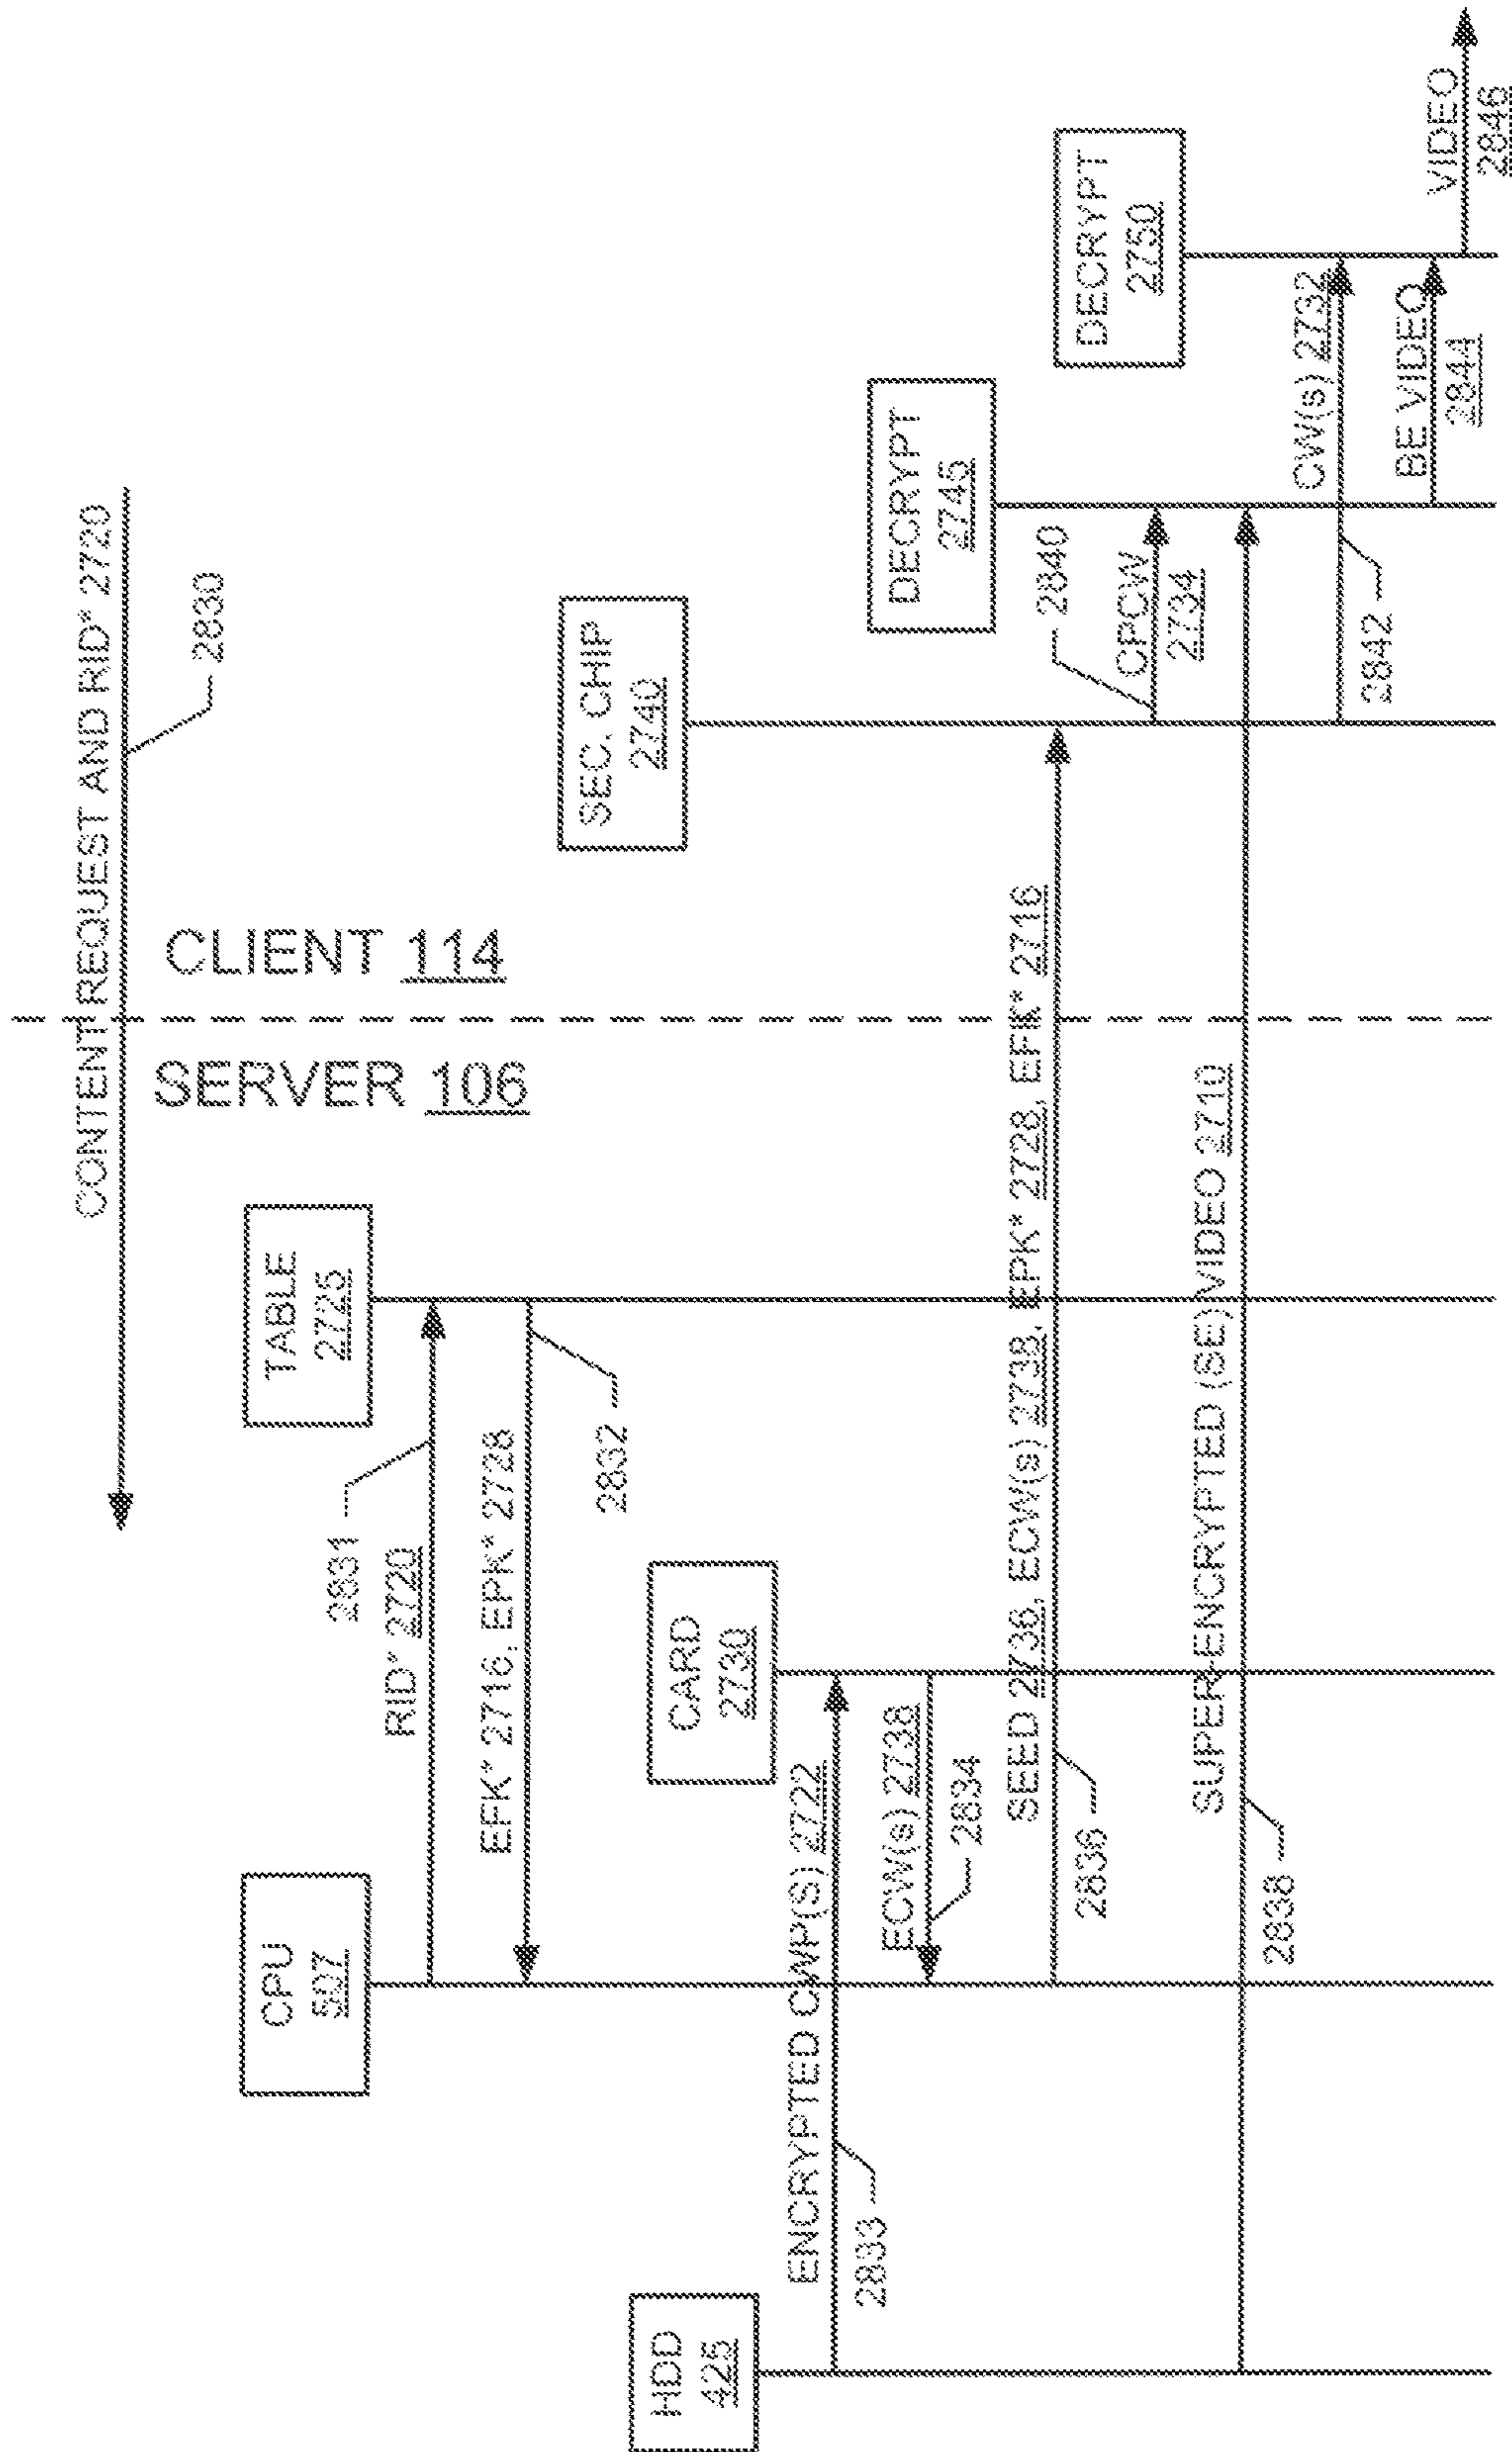 CONTENT REQUEST AND RID* 2720
2830
CLIENT 114
SERVER 106
TABLE
2725
2831
RID* 2720
EFK* 2716, EPK* 2728
2832
CPU
507
CARD
2730
SEC. CHIP
2740
HDD
425
ENCRYPTED CWP(S) 2722
2833
ECW(s) 2738
2834
DECRYPT
2745
SEED 2736, ECW(s) 2738, EPK* 2728, EFK* 2716
2836
DECRYPT
2750
2840
CPCW
2734
SUPER-ENCRYPTED (SE) VIDEO 2710
2838
CW(s) 2732
2842
BE VIDEO
2844
VIDEO
2846